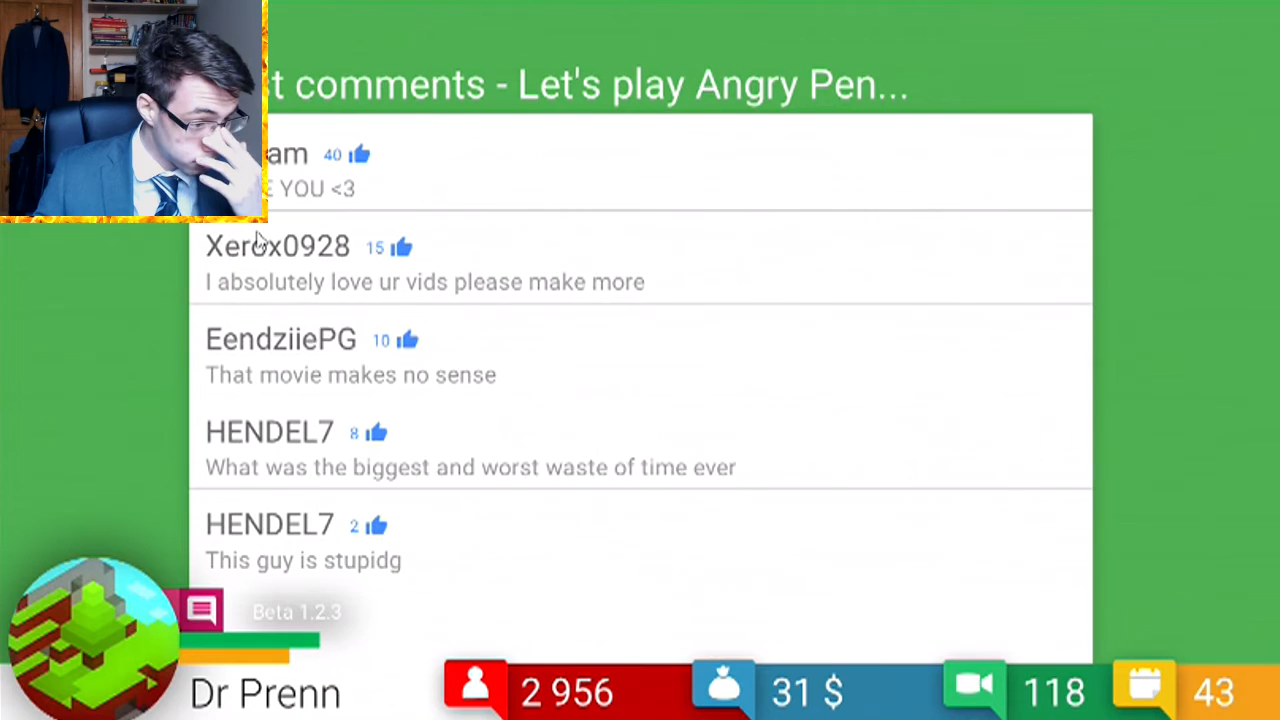 comments - Let's play Angry Pen...
40
YOU <3
Xerox0928 15
I absolutely love ur vids please make more
EendziiePG 10
That movie makes no sense
HENDEL7 8
What was the biggest and worst waste of time ever
HENDEL7 2
This guy is stupidg
Beta 1.2.3
Dr Prenn 2 956 31 $ 118 43